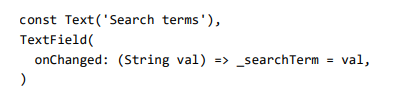 const Text('Search terms'),
TextField(
  onChanged: (String val) => _searchTerm = val,
)